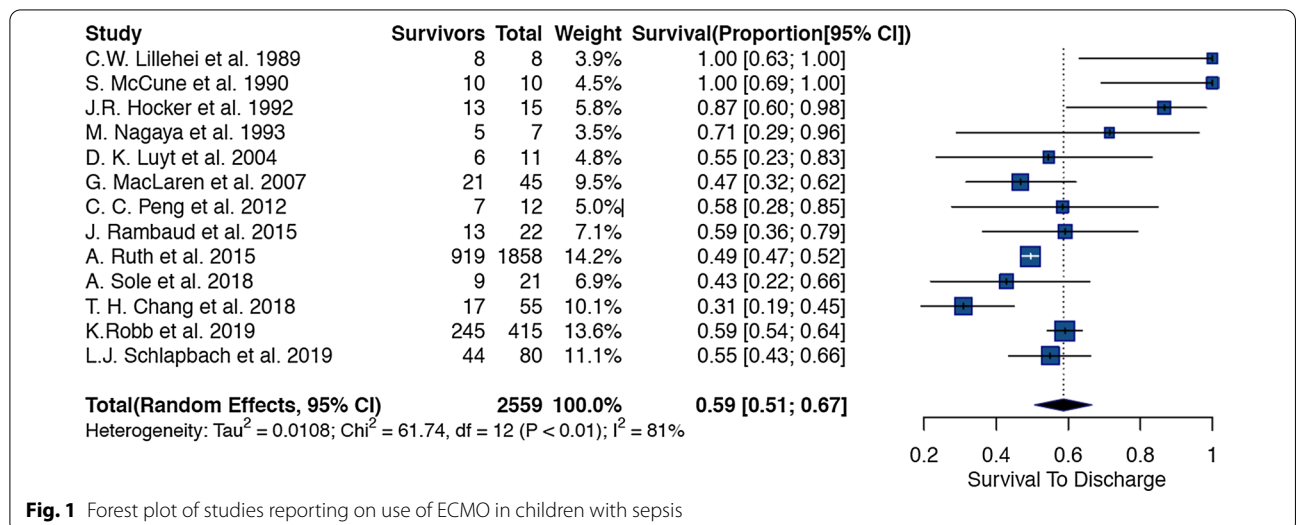 Study Survivors Total Weight Survival(Proportion[95% CI])
C.W. Lillehei et al. 1989 8 8 3.9% 1.00 [0.63; 1.00]
S. McCune et al. 1990 10 10 4.5% 1.00 [0.69; 1.00]
J.R. Hocker et al. 1992 13 15 5.8% 0.87 [0.60; 0.98]
M. Nagaya et al. 1993 5 7 3.5% 0.71 [0.29; 0.96]
D. K. Luyt et al. 2004 6 11 4.8% 0.55 [0.23; 0.83]
G. MacLaren et al. 2007 21 45 9.5% 0.47 [0.32; 0.62]
C. C. Peng et al. 2012 7 12 5.0% 0.58 [0.28; 0.85]
J. Rambaud et al. 2015 13 22 7.1% 0.59 [0.36; 0.79]
A. Ruth et al. 2015 919 1858 14.2% 0.49 [0.47; 0.52]
A. Sole et al. 2018 9 21 6.9% 0.43 [0.22; 0.66]
T. H. Chang et al. 2018 17 55 10.1% 0.31 [0.19; 0.45]
K.Robb et al. 2019 245 415 13.6% 0.59 [0.54; 0.64]
L.J. Schlapbach et al. 2019 44 80 11.1% 0.55 [0.43; 0.66]
Total(Random Effects, 95% CI) 2559 100.0% 0.59 [0.51; 0.67]
Heterogeneity: Tau² = 0.0108; Chi² = 61.74, df = 12 (P < 0.01); I² = 81%
0.2 0.4 0.6 0.8 1
Survival To Discharge
Fig. 1 Forest plot of studies reporting on use of ECMO in children with sepsis